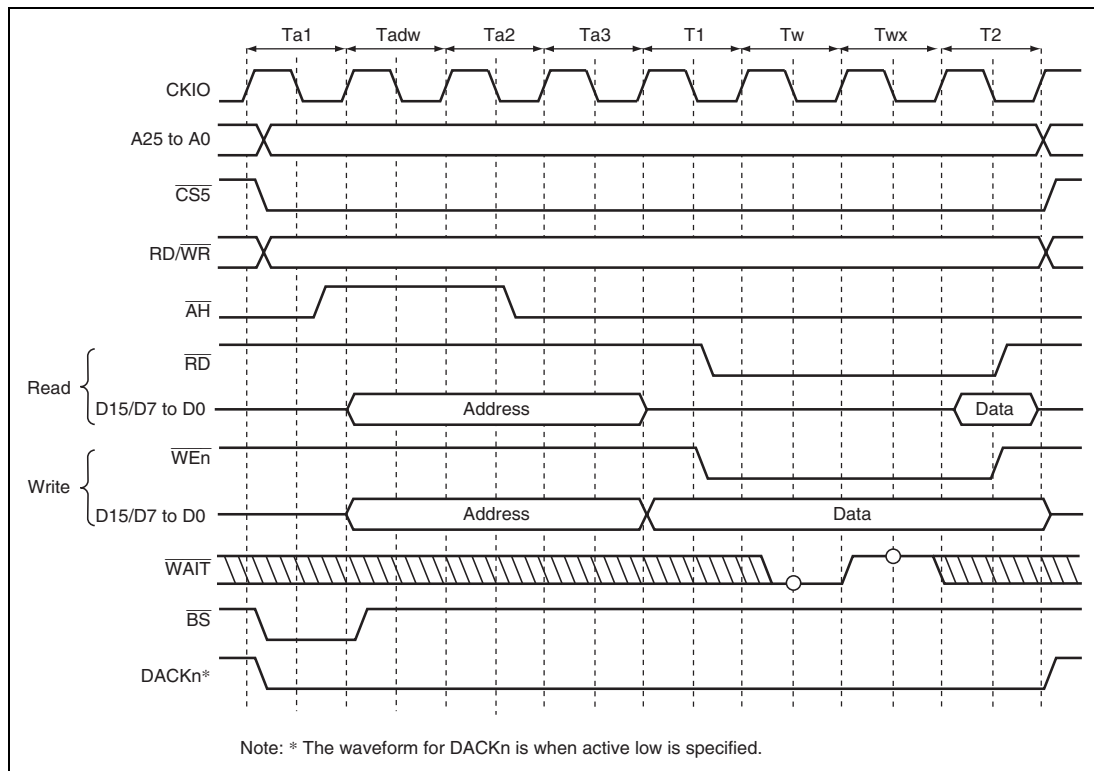 Ta1 Tadw Ta2 Ta3 T1 Tw Twx T2
CKIO
A25 to A0
CS5
RD/WR
AH
RD
Read
D15/D7 to D0 Address Data
WEn
Write
D15/D7 to D0 Address Data
WAIT
BS
DACKn*
Note: * The waveform for DACKn is when active low is specified.